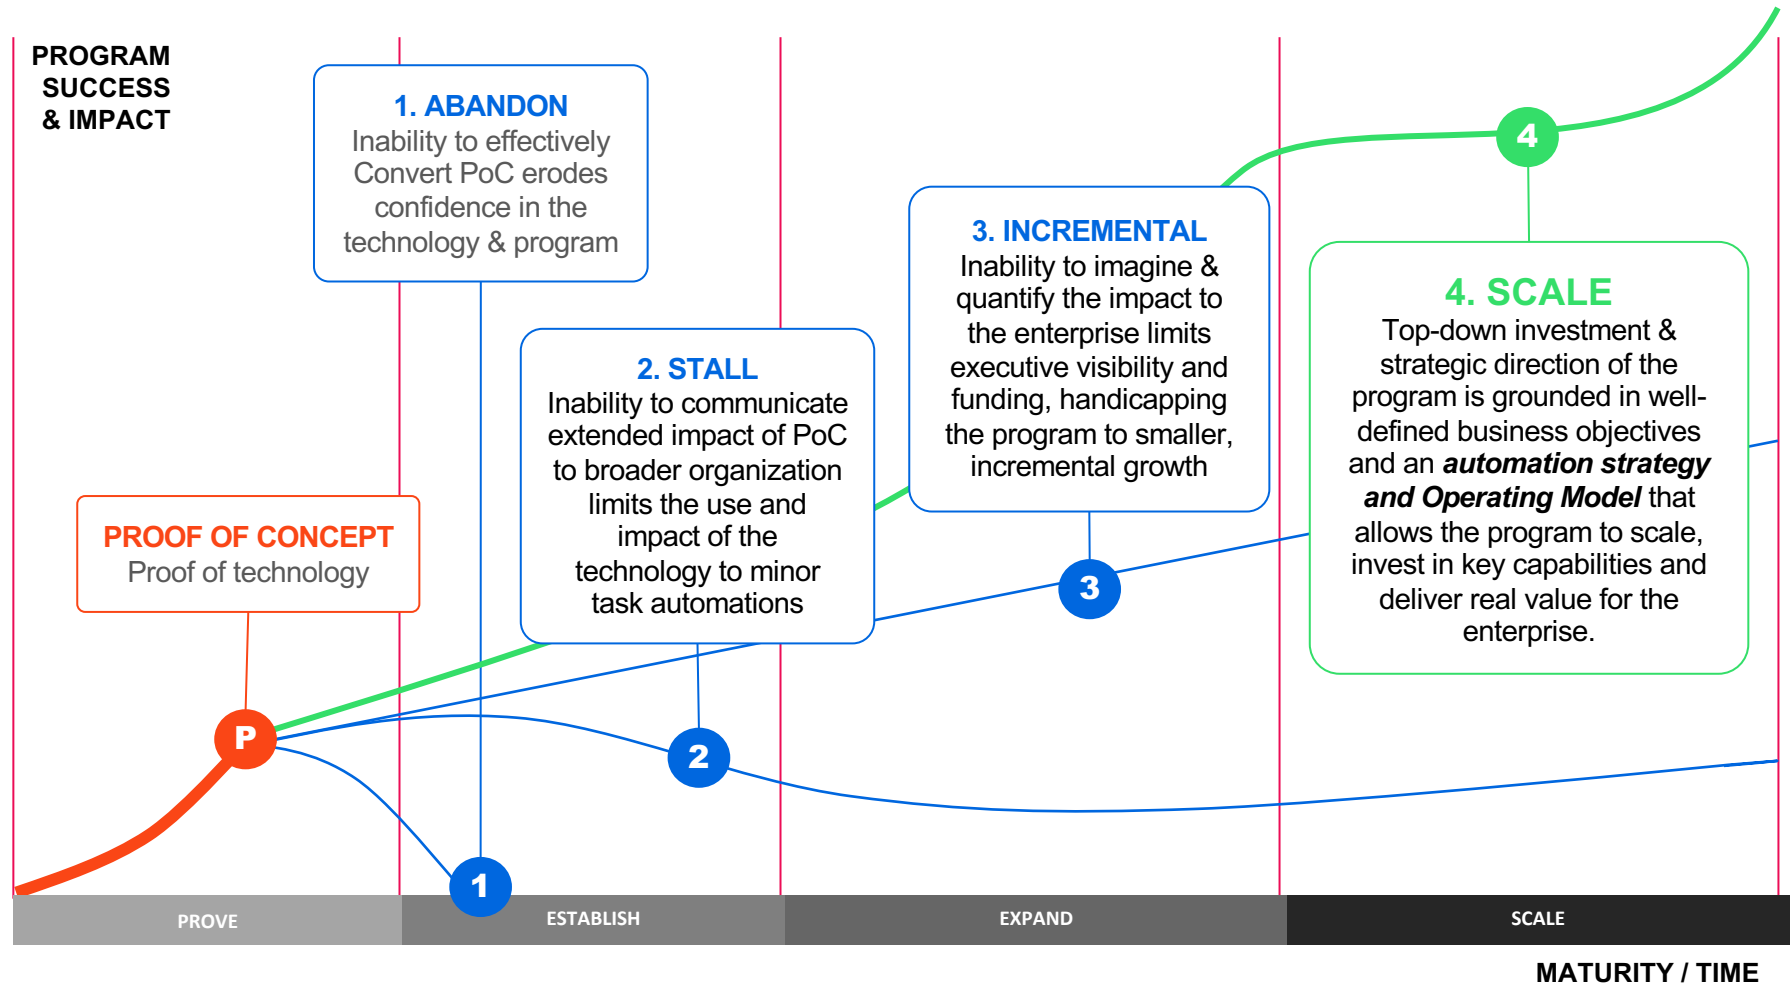 PROGRAM
SUCCESS
& IMPACT
1. ABANDON
Inability to effectively
Convert PoC erodes
confidence in the
technology & program
2. STALL
Inability to communicate
extended impact of PoC
to broader organization
limits the use and
impact of the
technology to minor
task automations
3. INCREMENTAL
Inability to imagine &
quantify the impact to
the enterprise limits
executive visibility and
funding, handicapping
the program to smaller,
incremental growth
4
4. SCALE
Top-down investment &
strategic direction of the
program is grounded in well-
defined business objectives
and an automation strategy
and Operating Model that
allows the program to scale,
invest in key capabilities and
deliver real value for the
enterprise.
PROOF OF CONCEPT
Proof of technology
P
1
2
3
PROVE
ESTABLISH
EXPAND
SCALE
MATURITY / TIME